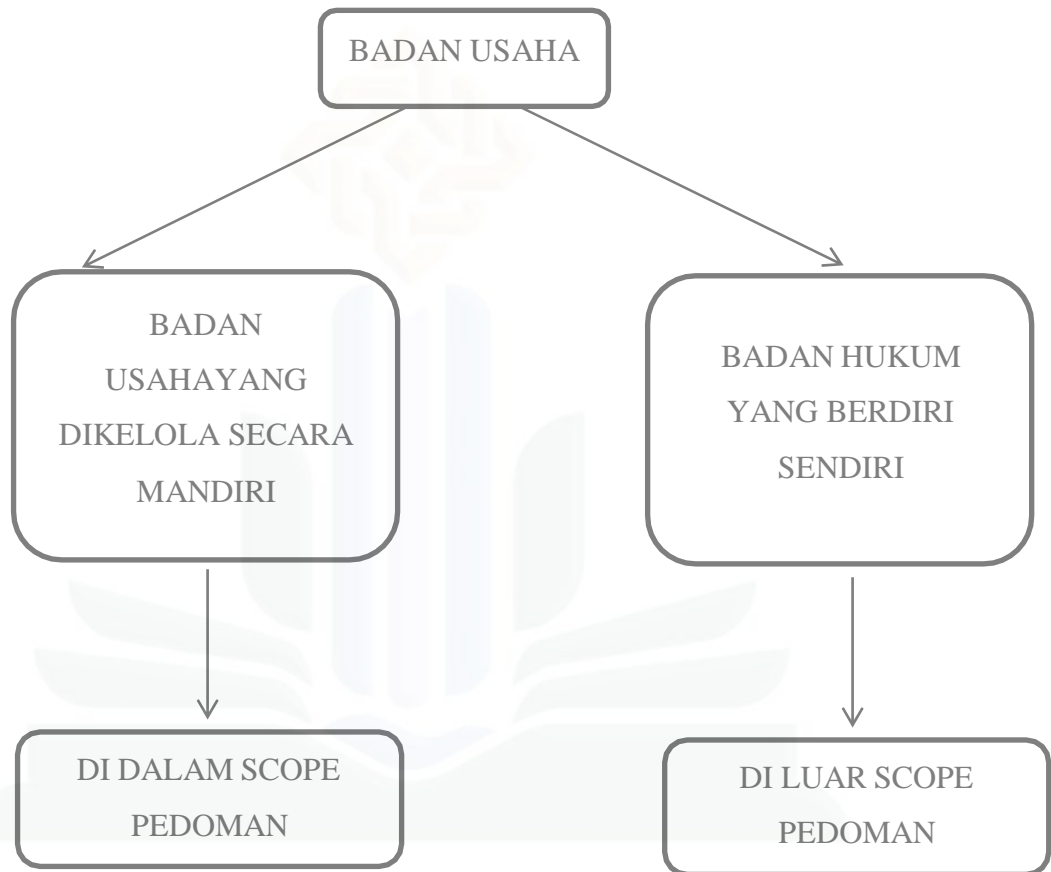 BADAN USAHA
BADAN
USAHAYANG
DIKELOLA SECARA
MANDIRI
BADAN HUKUM
YANG BERDIRI
SENDIRI
DI DALAM SCOPE
PEDOMAN
DI LUAR SCOPE
PEDOMAN